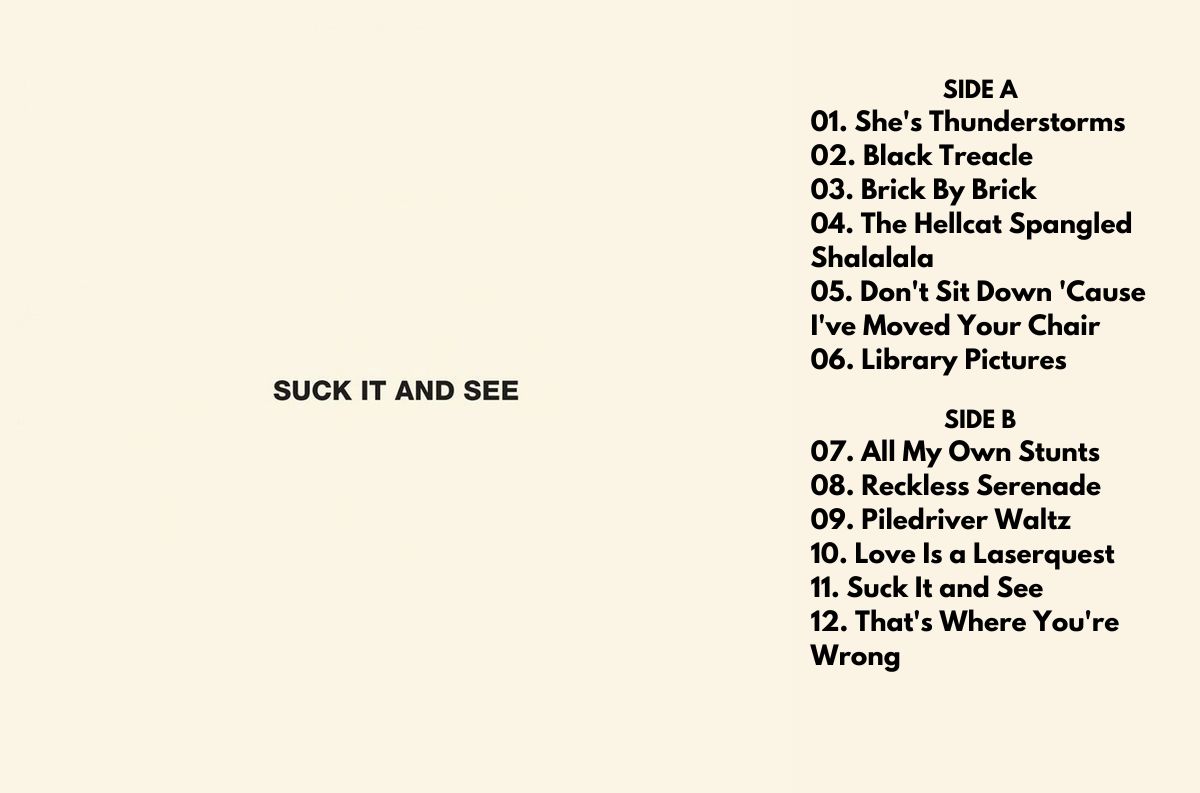 SUCK IT AND SEE
SIDE A
01. She's Thunderstorms
02. Black Treacle
03. Brick By Brick
04. The Hellcat Spangled
Shalalala
05. Don't Sit Down 'Cause
I've Moved Your Chair
06. Library Pictures
SIDE B
07. All My Own Stunts
08. Reckless Serenade
09. Piledriver Waltz
10. Love Is a Laserquest
11. Suck It and See
12. That's Where You're
Wrong